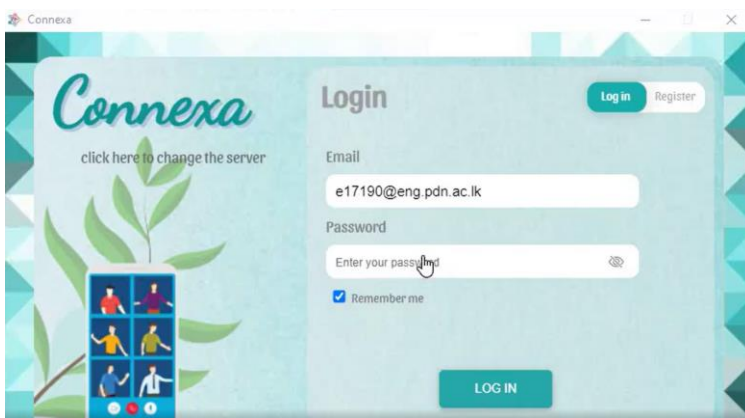 Connexa
Connexa
click here to change the server
Login
Log in Register
Email
e17190@eng.pdn.ac.lk
Password
Enter your password
Remember me
LOG IN